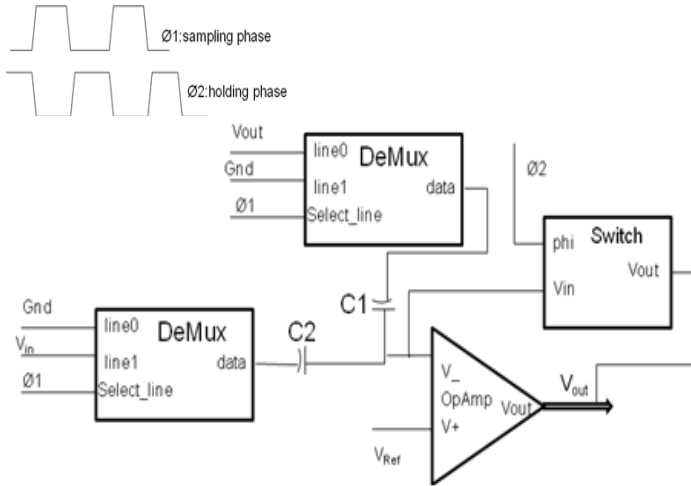 Ø1:sampling phase
Ø2:holding phase
Vout
line0
DeMux
Gnd
line1
data
Ø1
Select_line
Ø2
phi
Switch
Vout
Vin
Gnd
line0
DeMux
Vin
line1
data
Ø1
Select_line
C1
C2
V_
OpAmp
Vout
V+
VRef
Vout